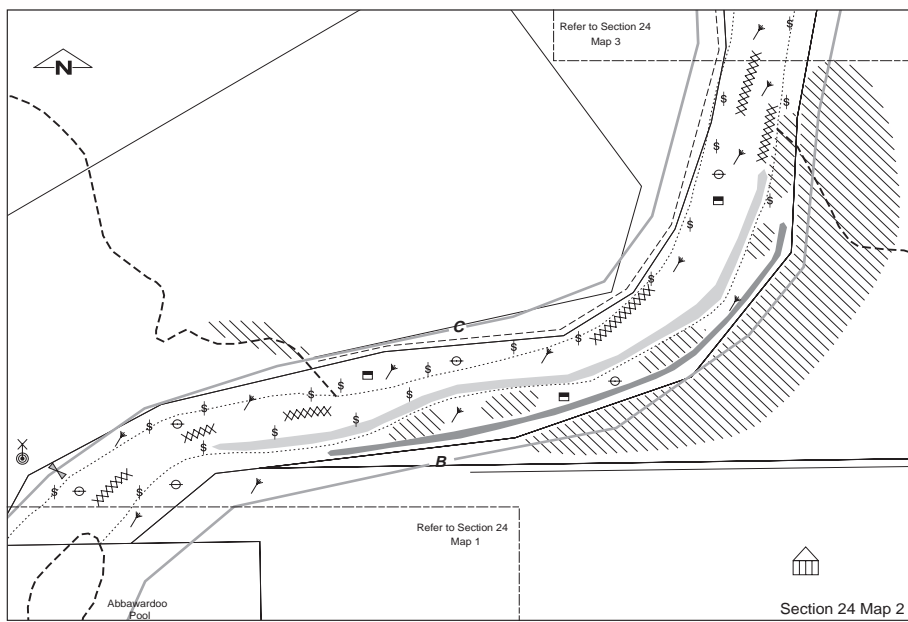 Refer to Section 24
Map 3
N
C
B
Refer to Section 24
Map 1
Abbawardoo
Pool
Section 24 Map 2